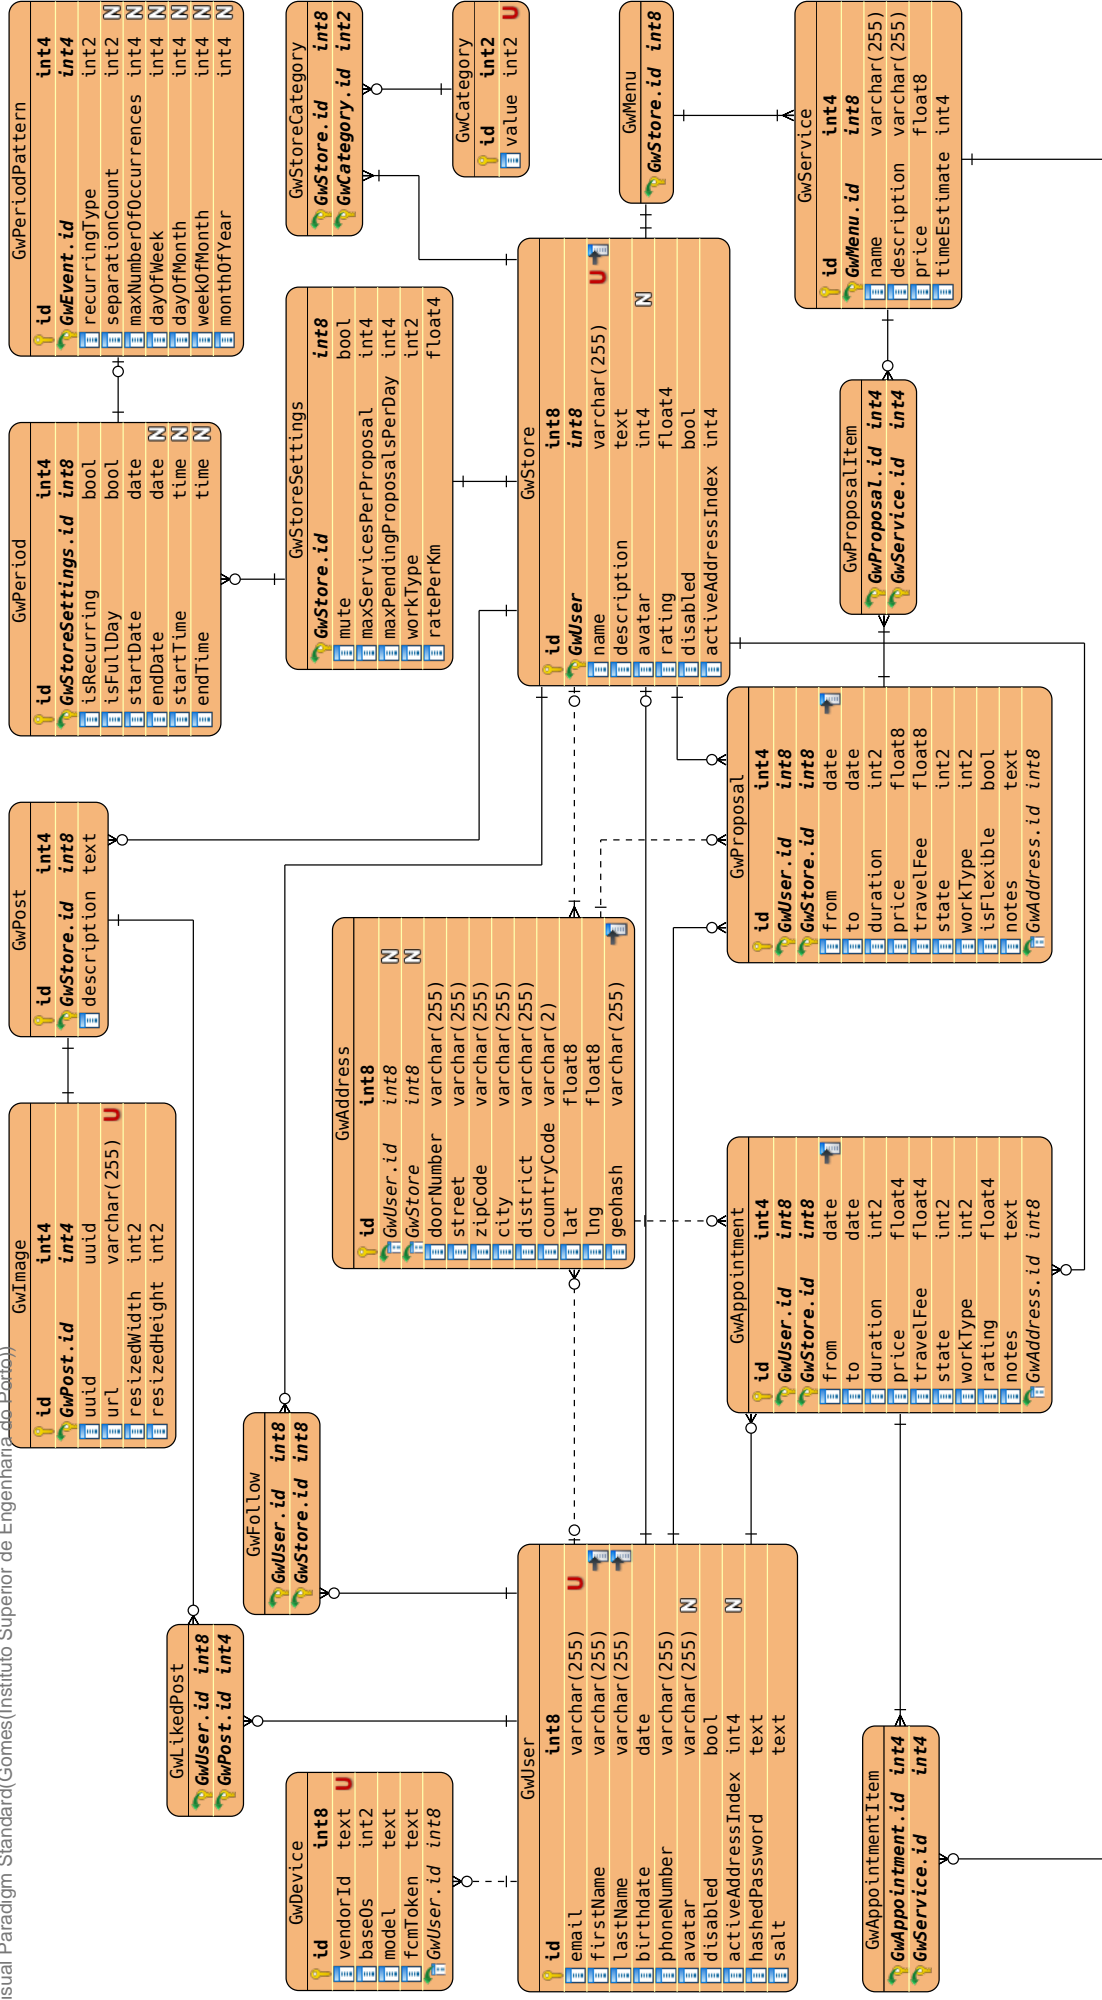 isual Paradigm Standard(Gomes(Instituto Superior de Engenharia do Porto))
GwImage
id int4
GwPost.id int4
uuid uuid
url varchar(255) U
resizedWidth int2
resizedHeight int2
GwPost
id int4
GwStore.id int8
description text
GwPeriod
id int4
GwStoreSettings.id int8
isRecurring bool
isFullDay bool
startDate date
endDate date N
startTime time N
endTime time N
GwPeriodPattern
id int4
GwEvent.id int4
recurringType int2
separationCount int2 N
maxNumberOfOccurrences int4 N
dayOfWeek int4 N
dayOfMonth int4 N
weekOfMonth int4 N
monthOfYear int4 N
GwLikedPost
GwUser.id int8
GwPost.id int4
GwFollow
GwUser.id int8
GwStore.id int8
GwDevice
id int8
vendorId text U
baseOs int2
model text
fcmToken text
GwUser.id int8
GwStoreSettings
GwStore.id int8
mute bool
maxServicesPerProposal int4
maxPendingProposalsPerDay int4
workType int2
ratePerKm float4
GwStoreCategory
GwStore.id int8
GwCategory.id int2
GwAddress
id int8
GwUser.id int8 N
GwStore int8 N
doorNumber varchar(255)
street varchar(255)
zipCode varchar(255)
city varchar(255)
district varchar(255)
countryCode varchar(2)
lat float8
lng float8
geohash varchar(255)
GwCategory
id int2
value int2 U
GwUser
id int8
email varchar(255) U
firstName varchar(255)
lastName varchar(255)
birthdate date
phoneNumber varchar(255)
avatar varchar(255) N
disabled bool
activeAddressIndex int4 N
hashedPassword text
salt text
GwStore
id int8
GwUser int8
name varchar(255) U
description text
avatar int4 N
rating float4
disabled bool
activeAddressIndex int4
GwMenu
GwStore.id int8
GwAppointment
id int4
GwUser.id int8
GwStore.id int8
from date
to date
duration int2
price float4
travelFee float4
state int2
workType int2
rating float4
notes text
GwAddress.id int8
GwProposal
id int4
GwUser.id int8
GwStore.id int8
from date
to date
duration int2
price float8
travelFee float8
state int2
workType int2
isFlexible bool
notes text
GwAddress.id int8
GwService
id int4
GwMenu.id int8
name varchar(255)
description varchar(255)
price float8
timeEstimate int4
GwProposalItem
GwProposal.id int4
GwService.id int4
GwAppointmentItem
GwAppointment.id int4
GwService.id int4